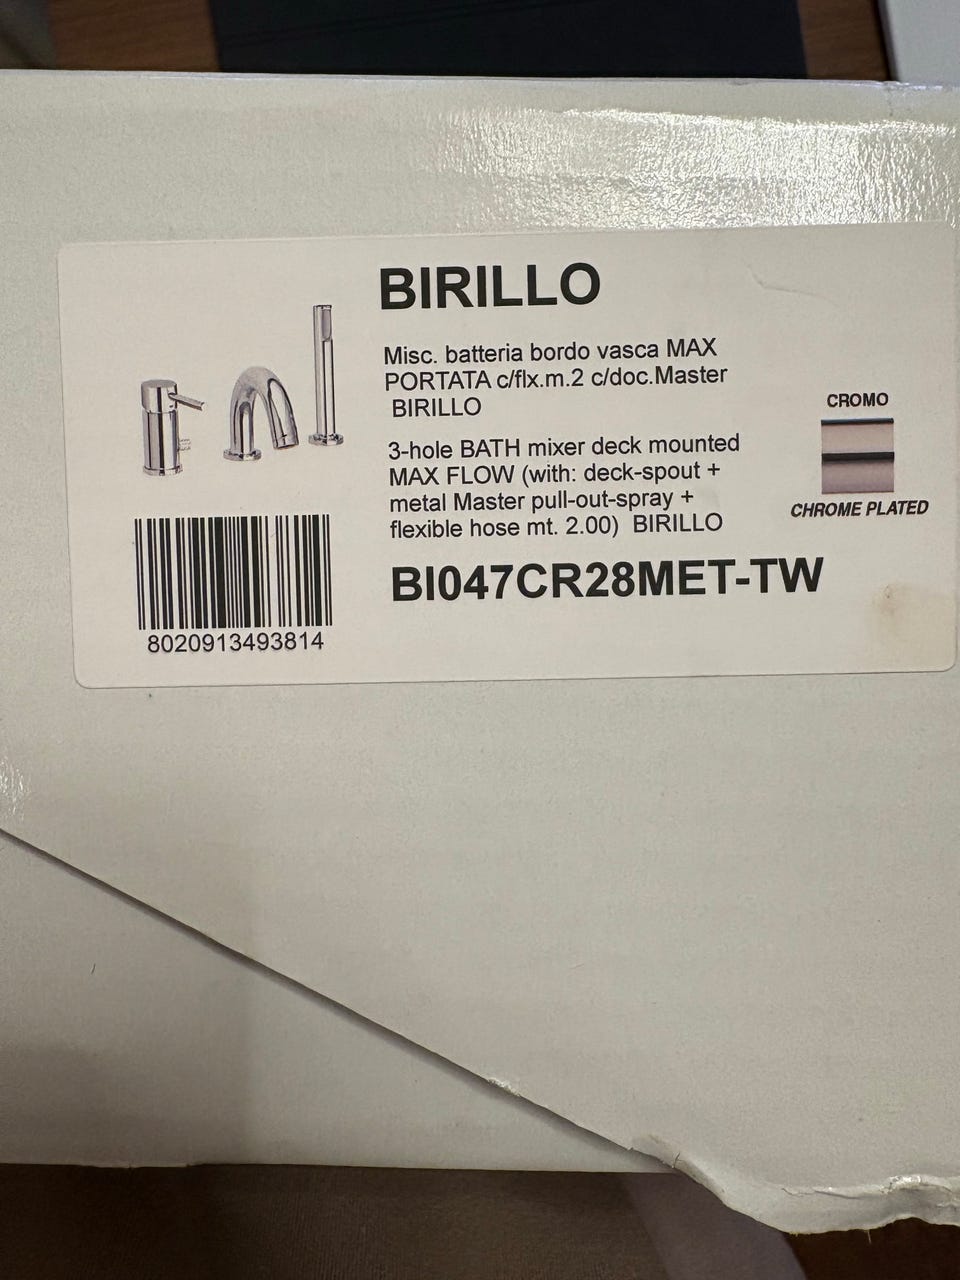 BIRILLO
Misc. batteria bordo vasca MAX
PORTATA c/flx.m.2 c/doc.Master
BIRILLO
3-hole BATH mixer deck mounted
MAX FLOW (with: deck-spout +
metal Master pull-out-spray +
flexible hose mt. 2.00) BIRILLO
BI047CR28MET-TW
CROMO
CHROME PLATED
8020913493814